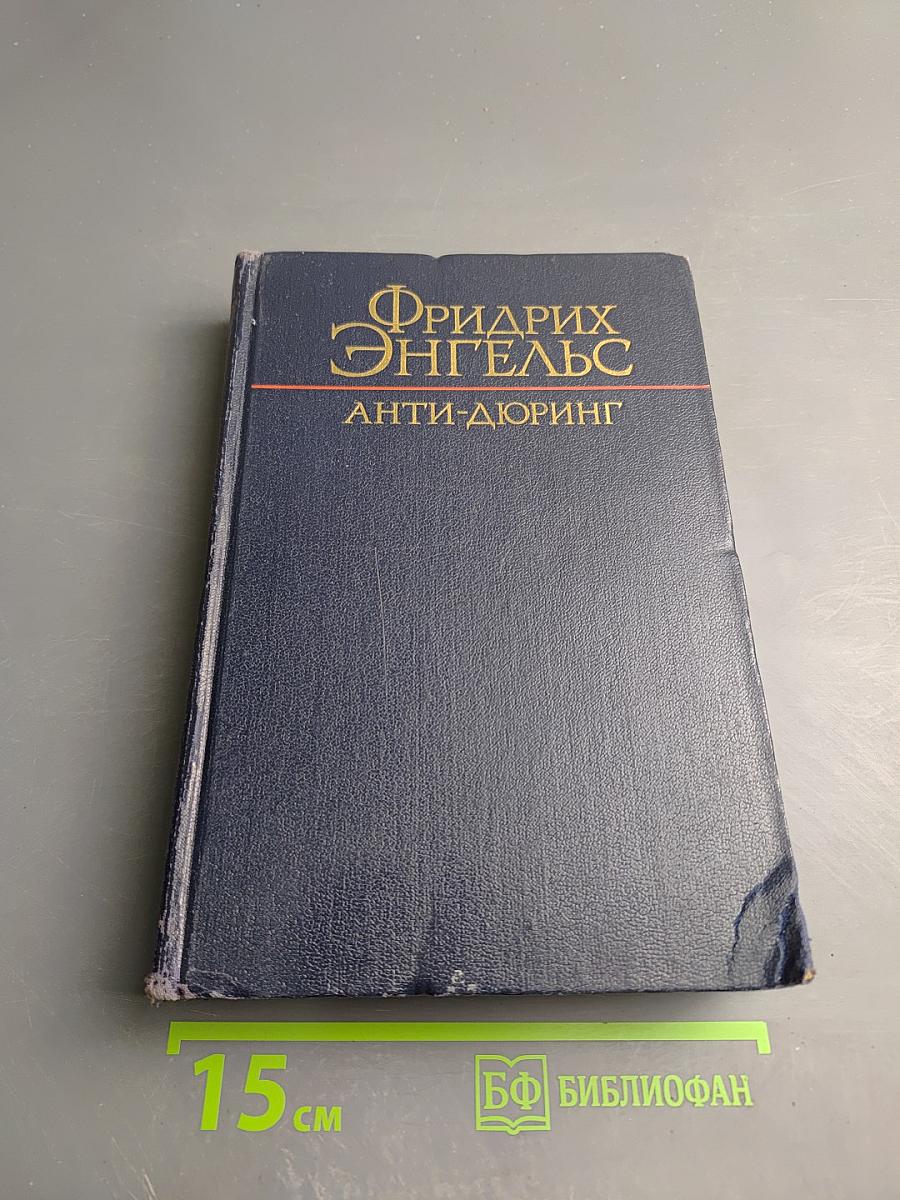 ФРИДРИХ
ЭНГЕЛЬС
АНТИ-ДЮРИНГ
15 см
БФ БИБЛИОФАН